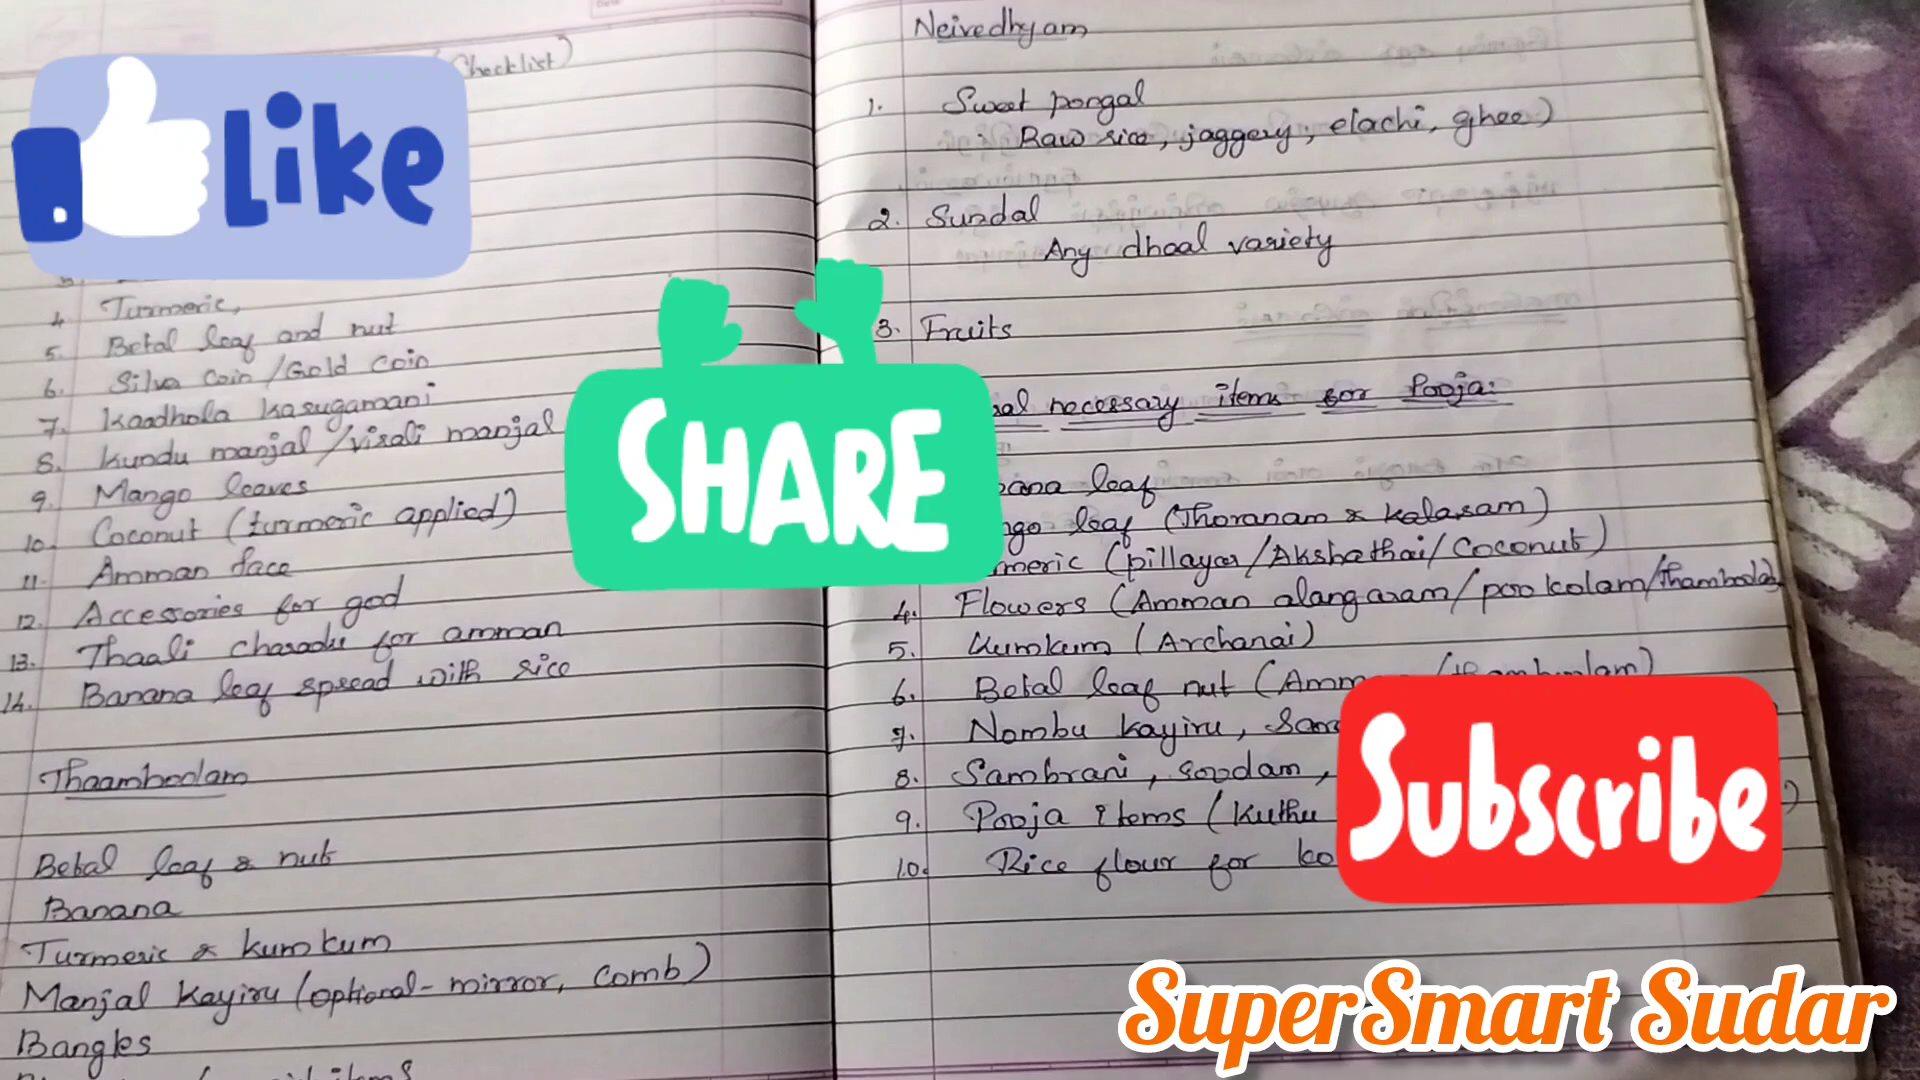 (Checklist)
4 Turmeric,
5. Betal leaf and nut
6. Silva coin /Gold coin
7. Kaadhola kasugamani
8. Kundu manjal /virali manjal
9. Mango leaves
10. Coconut (turmeric applied)
11. Amman face
12. Accessories for god
13. Thaali charadu for amman
14. Banana leaf spread with rice
Thaamboolam
Betal leaf & nut
Banana
Turmeric & kumkum
Manjal Kayiru (optional - mirror, comb)
Bangles
Neivedhyam
1. Sweet pongal
Raw rice, jaggery, elachi, ghee)
2. Sundal
Any dhaal variety
3. Fruits
necessary items for Pooja:
leaf
leaf (Thoranam & kalasam)
(pillayar/Akshathai/Coconut)
4. Flowers (Amman alangaram/poo kolam/
5. Kumkum (Archanai)
6. Betal leaf nut (
7. Nombu Kayiru,
8. Sambrani, soodam,
9. Pooja items (Kuthu
10. Rice flour for
Like
SHARE
Subscribe
SuperSmart Sudar